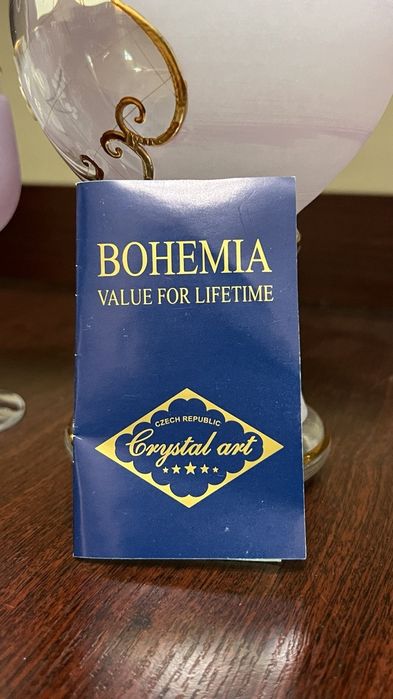 BOHEMIA
VALUE FOR LIFETIME
CZECH REPUBLIC
Crystal art